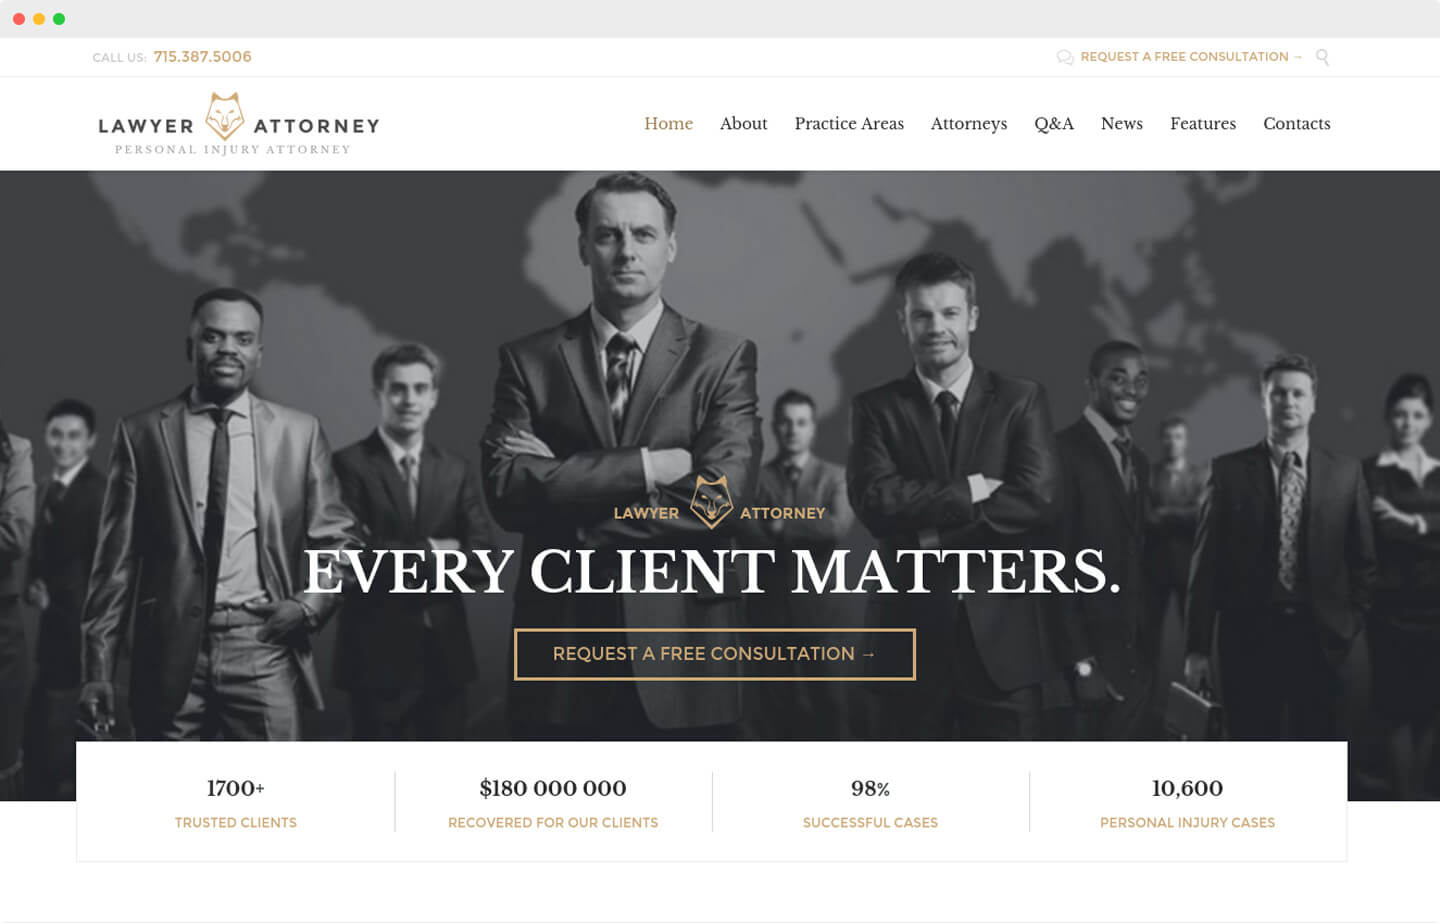 CALL US: 715.387.5006
REQUEST A FREE CONSULTATION →
LAWYER ATTORNEY
PERSONAL INJURY ATTORNEY
Home About Practice Areas Attorneys Q&A News Features Contacts
LAWYER ATTORNEY
EVERY CLIENT MATTERS.
REQUEST A FREE CONSULTATION →
1700+ $180 000 000 98% 10,600
TRUSTED CLIENTS RECOVERED FOR OUR CLIENTS SUCCESSFUL CASES PERSONAL INJURY CASES